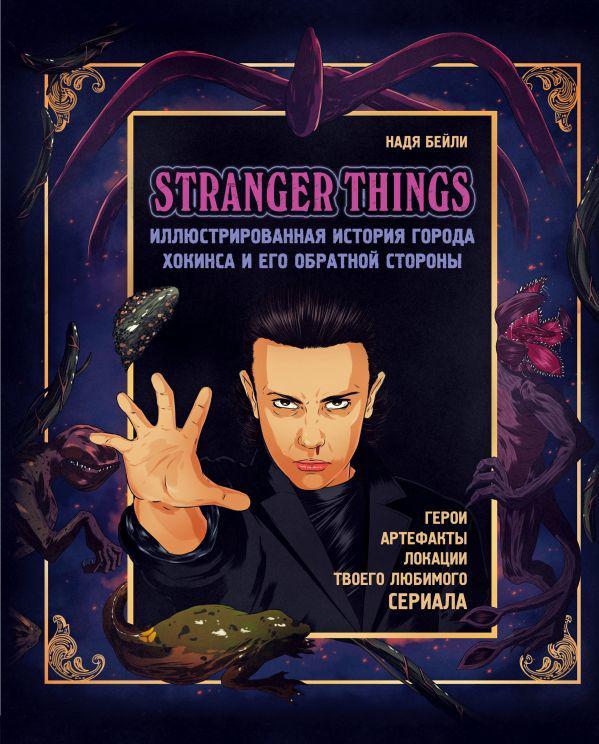 НАДЯ БЕЙЛИ
STRANGER THINGS
ИЛЛЮСТРИРОВАННАЯ ИСТОРИЯ ГОРОДА
ХОКИНСА И ЕГО ОБРАТНОЙ СТОРОНЫ
ГЕРОИ
АРТЕФАКТЫ
ЛОКАЦИИ
ТВОЕГО ЛЮБИМОГО
СЕРИАЛА